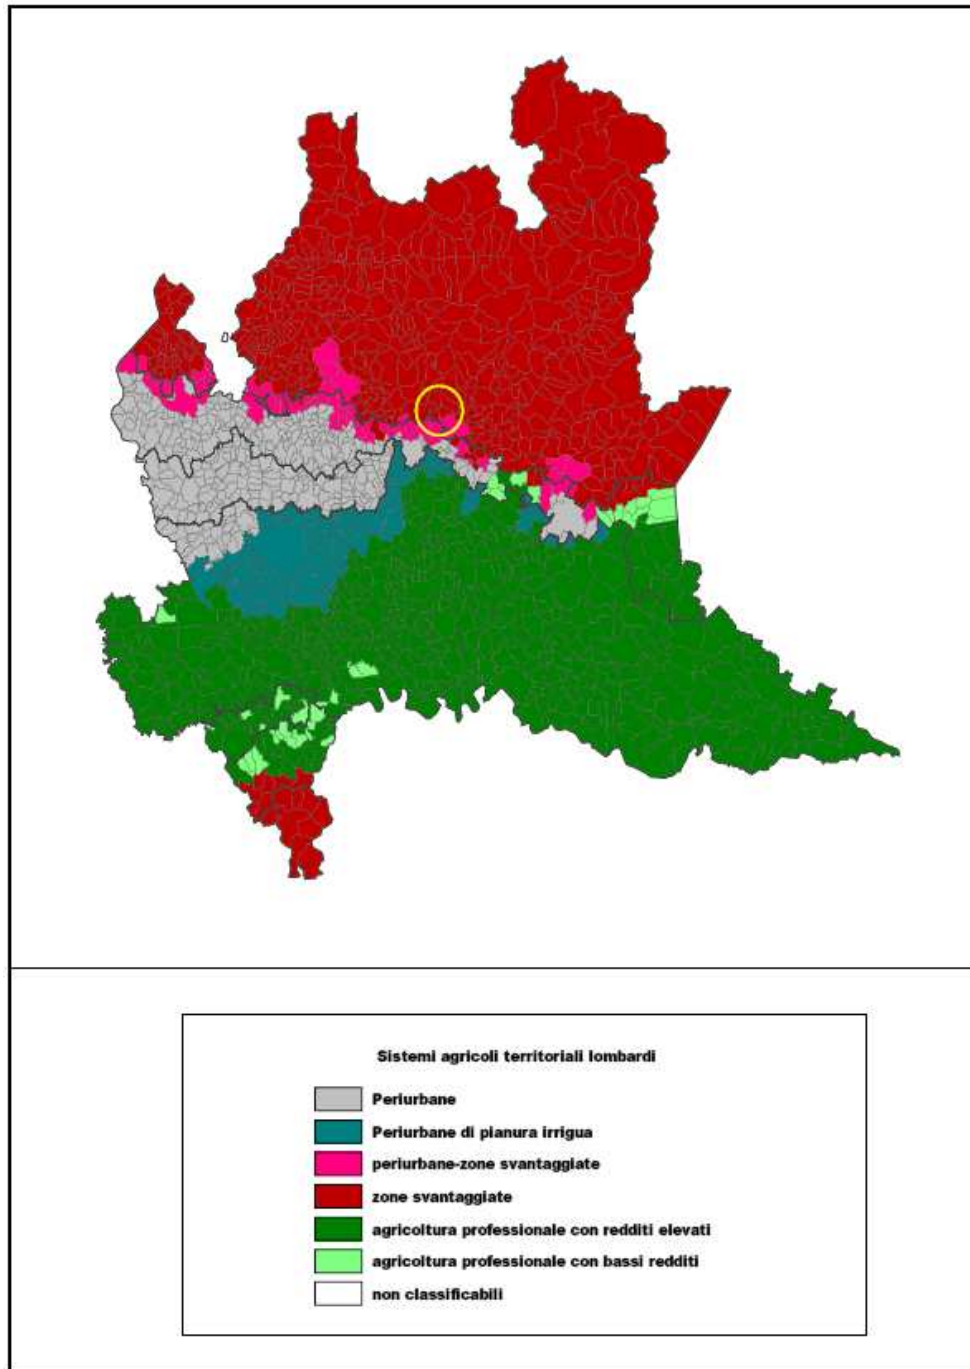 Sistemi agricoli territoriali lombardi
Periurbane
Periurbane di pianura irrigua
periurbane-zone svantaggiate
zone svantaggiate
agricoltura professionale con redditi elevati
agricoltura professionale con bassi redditi
non classificabili